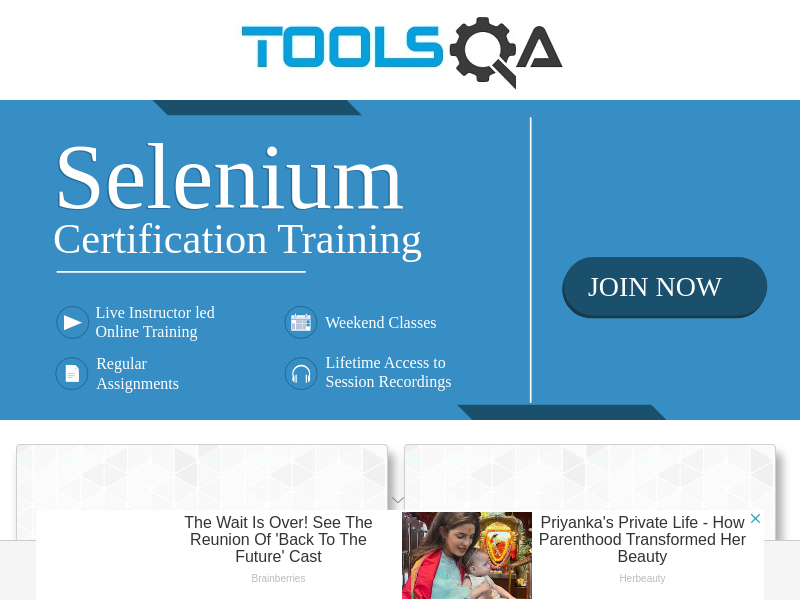 TOOLSQA
Selenium
Certification Training
JOIN NOW
Live Instructor led
Online Training
Weekend Classes
Regular
Assignments
Lifetime Access to
Session Recordings
The Wait Is Over! See The
Reunion Of 'Back To The
Future' Cast
Brainberries
Priyanka's Private Life - How
Parenthood Transformed Her
Beauty
Herbeauty